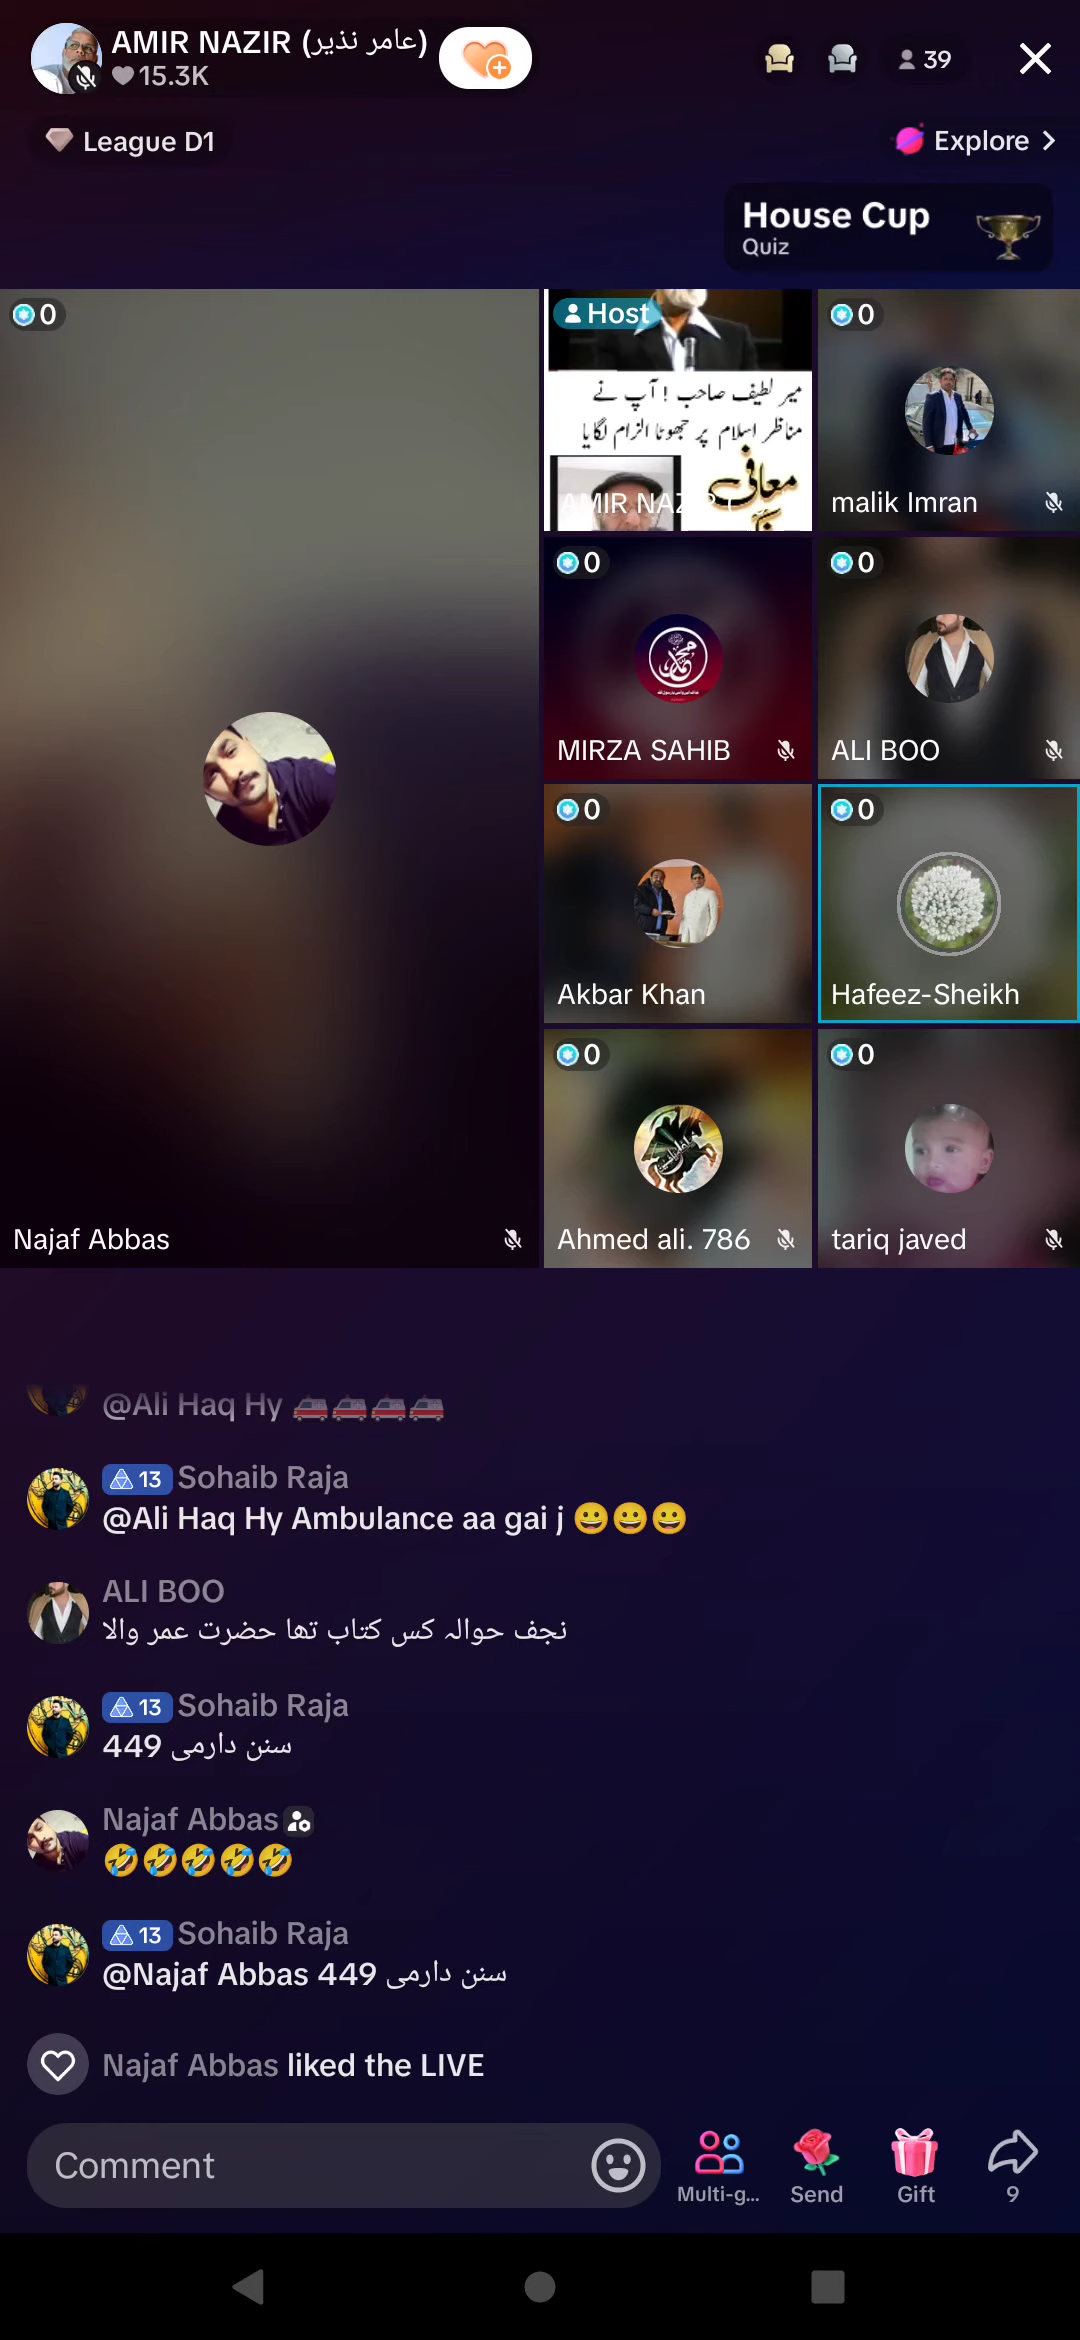 AMIR NAZIR (عامر نذیر)
15.3K
39
League D1
Explore
House Cup
Quiz
0
Host
میر لطیف صاحب ! آپ نے
مناظر اسلام پر جھوٹا الزام لگایا
معافی
AMIR NAZIR (
0
malik Imran
0
MIRZA SAHIB
0
ALI BOO
0
Akbar Khan
0
Hafeez-Sheikh
Najaf Abbas
0
Ahmed ali. 786
0
tariq javed
@Ali Haq Hy 🚑🚑🚑🚑
13 Sohaib Raja
@Ali Haq Hy Ambulance aa gai j 😀😀😀
ALI BOO
نجف حوالہ کس کتاب تھا حضرت عمر والا
13 Sohaib Raja
449 سنن دارمی
Najaf Abbas
🤣🤣🤣🤣🤣
13 Sohaib Raja
@Najaf Abbas 449 سنن دارمی
Najaf Abbas liked the LIVE
Comment
Multi-g...
Send
Gift
9